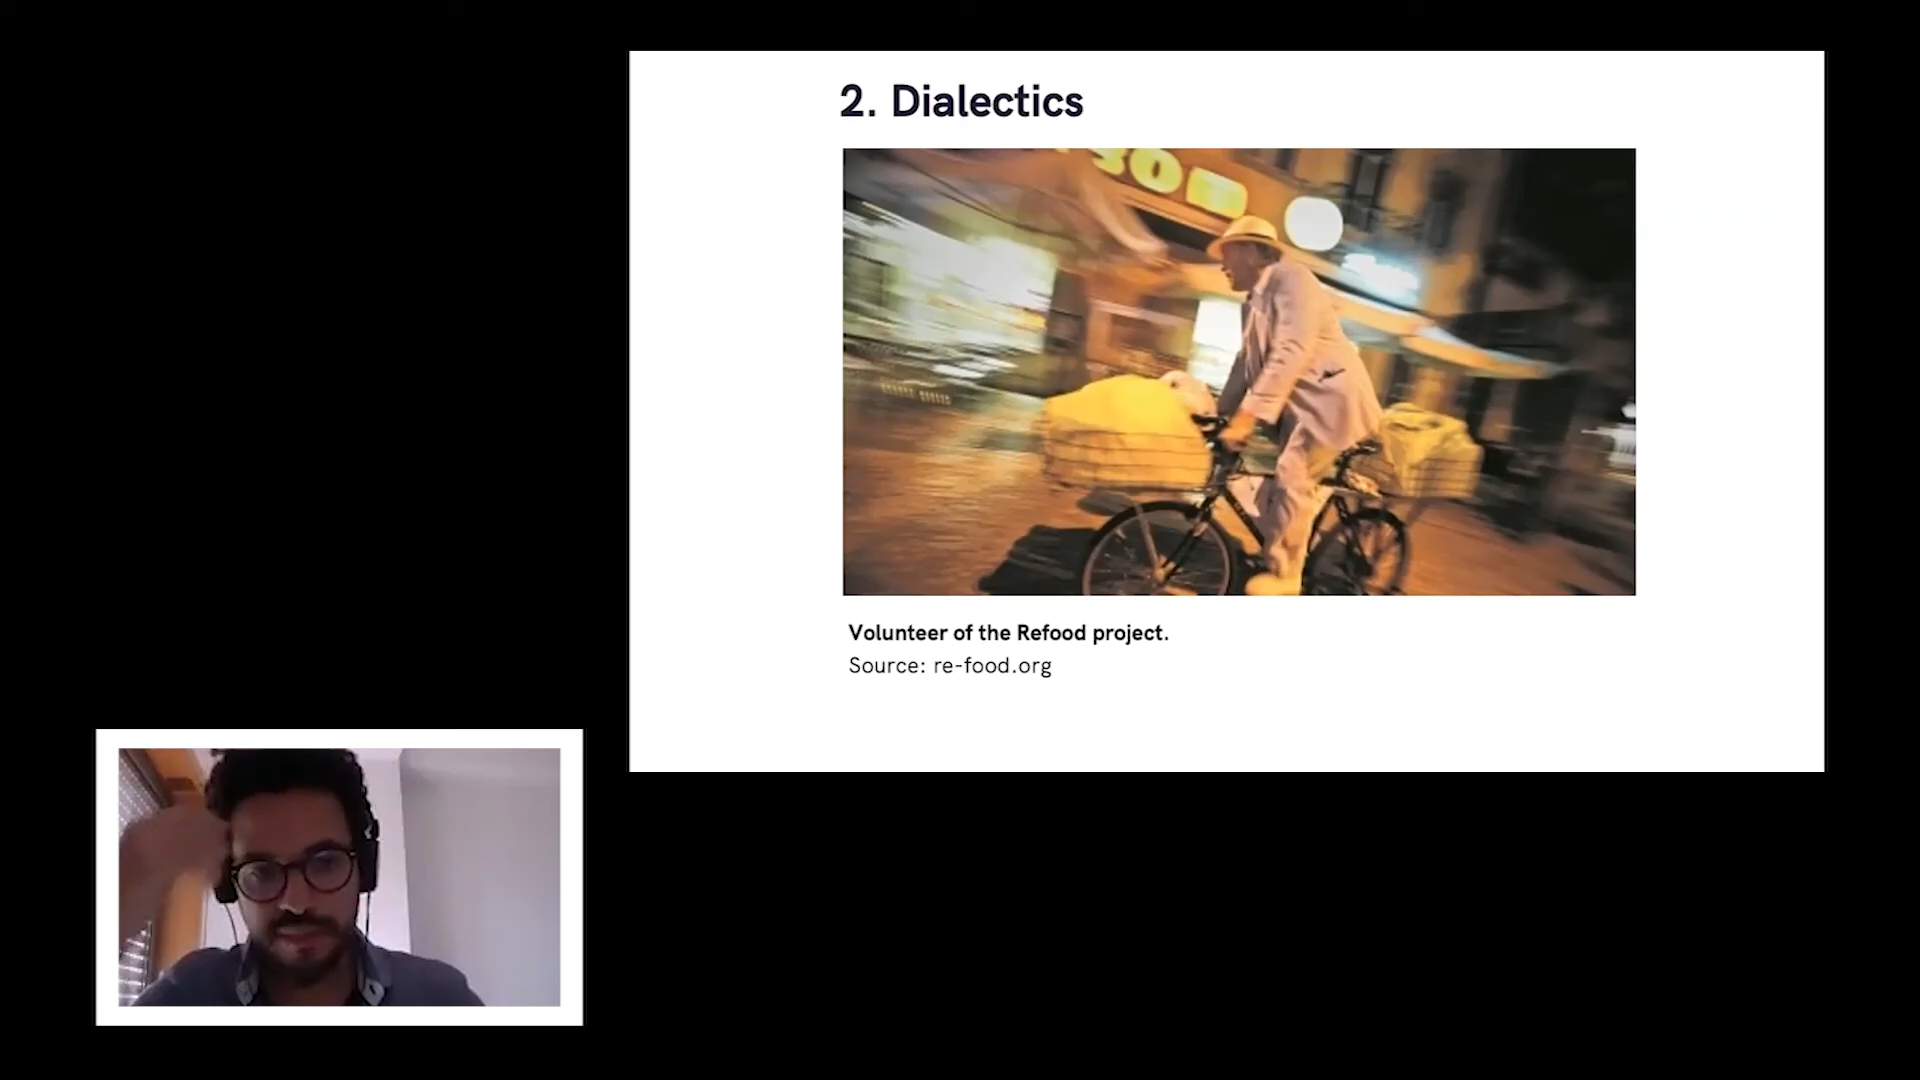 2. Dialectics
Volunteer of the Refood project.
Source: re-food.org